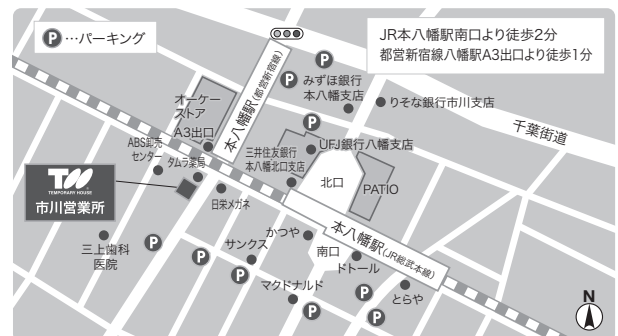 P…パーキング
JR本八幡駅南口より徒歩2分
都営新宿線八幡駅A3出口より徒歩1分
P
P
みずほ銀行
本八幡支店
りそな銀行市川支店
千葉街道
オーケー
ストア
A3出口
本八幡駅(都営新宿線)
P
UFJ銀行八幡支店
三井住友銀行
本八幡北口支店
ABS卸売
センター
タムラ薬局
北口
PATIO
TW
TEMPORARY HOUSE
市川営業所
日栄メガネ
本八幡駅(JR総武本線)
三上歯科
医院
P
P
サンクス
P
かつや
南口
ドトール
マクドナルド
とらや
P
P
P
N